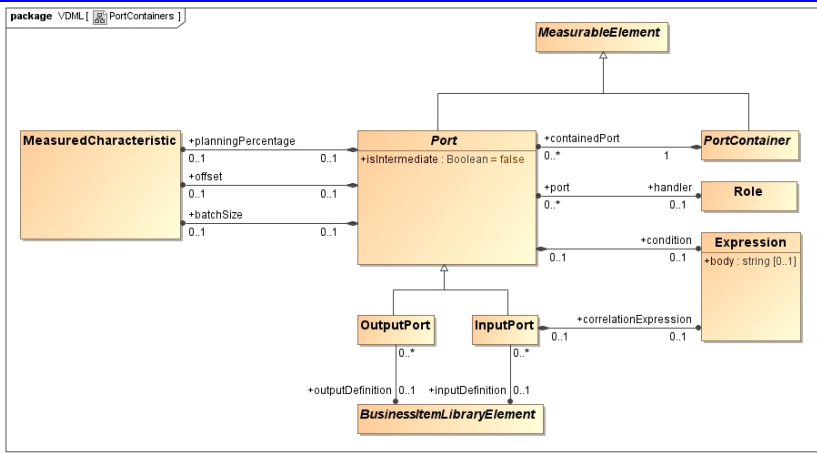 package VDML [ PortContainers ]
MeasurableElement
MeasuredCharacteristic
+planningPercentage
0..1
0..1
+offset
0..1
0..1
+batchSize
0..1
0..1
Port
+isIntermediate : Boolean = false
+containedPort
0..*
1
PortContainer
+port
0..*
+handler
0..1
Role
+condition
0..1
0..1
Expression
+body : string [0..1]
OutputPort
InputPort
+correlationExpression
0..1
0..1
0..*
0..*
+outputDefinition
0..1
+inputDefinition
0..1
BusinessItemLibraryElement